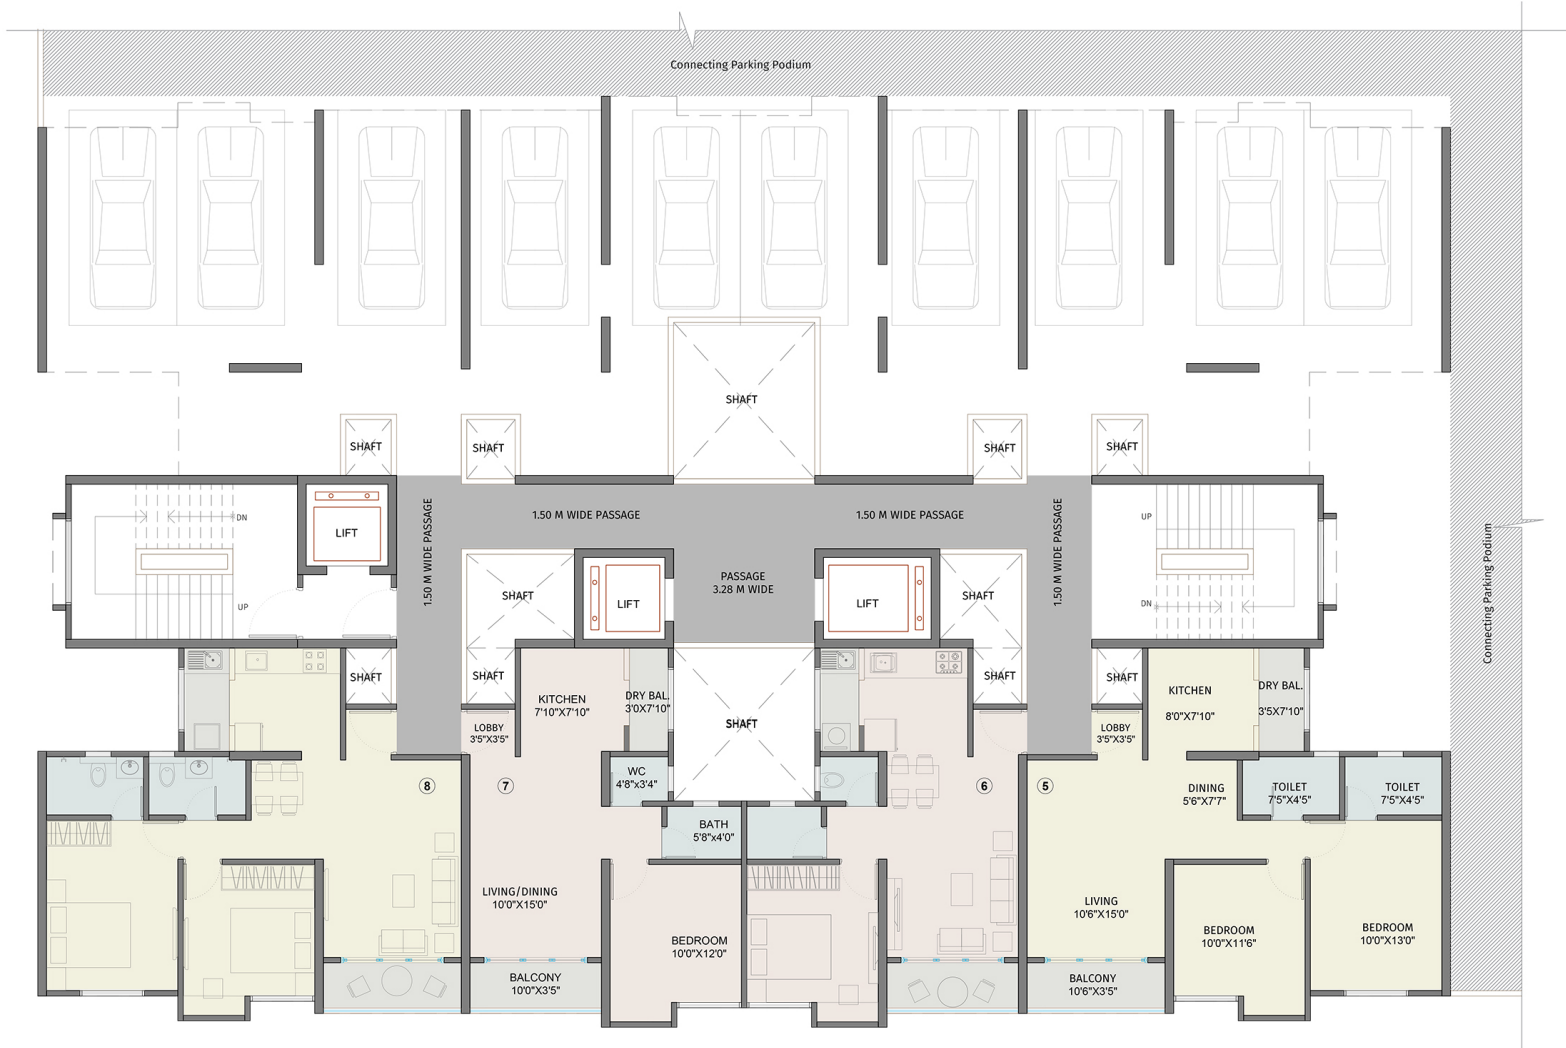 Connecting Parking Podium
SHAFT
SHAFT
SHAFT
SHAFT
SHAFT
1.50 M WIDE PASSAGE
1.50 M WIDE PASSAGE
1.50 M WIDE PASSAGE
1.50 M WIDE PASSAGE
DN
UP
LIFT
UP
DN
Connecting Parking Podium
PASSAGE
3.28 M WIDE
SHAFT
LIFT
LIFT
SHAFT
SHAFT
SHAFT
SHAFT
SHAFT
SHAFT
KITCHEN
7'10"X7'10"
DRY BAL.
3'0X7'10"
KITCHEN
8'0"X7'10"
DRY BAL.
3'5X7'10"
LOBBY
3'5"X3'5"
LOBBY
3'5"X3'5"
8
7
6
5
WC
4'8"x3'4"
BATH
5'8"x4'0"
DINING
5'6"X7'7"
TOILET
7'5"X4'5"
TOILET
7'5"X4'5"
LIVING/DINING
10'0"X15'0"
LIVING
10'6"X15'0"
BEDROOM
10'0"X12'0"
BEDROOM
10'0"X11'6"
BEDROOM
10'0"X13'0"
BALCONY
10'0"X3'5"
BALCONY
10'6"X3'5"